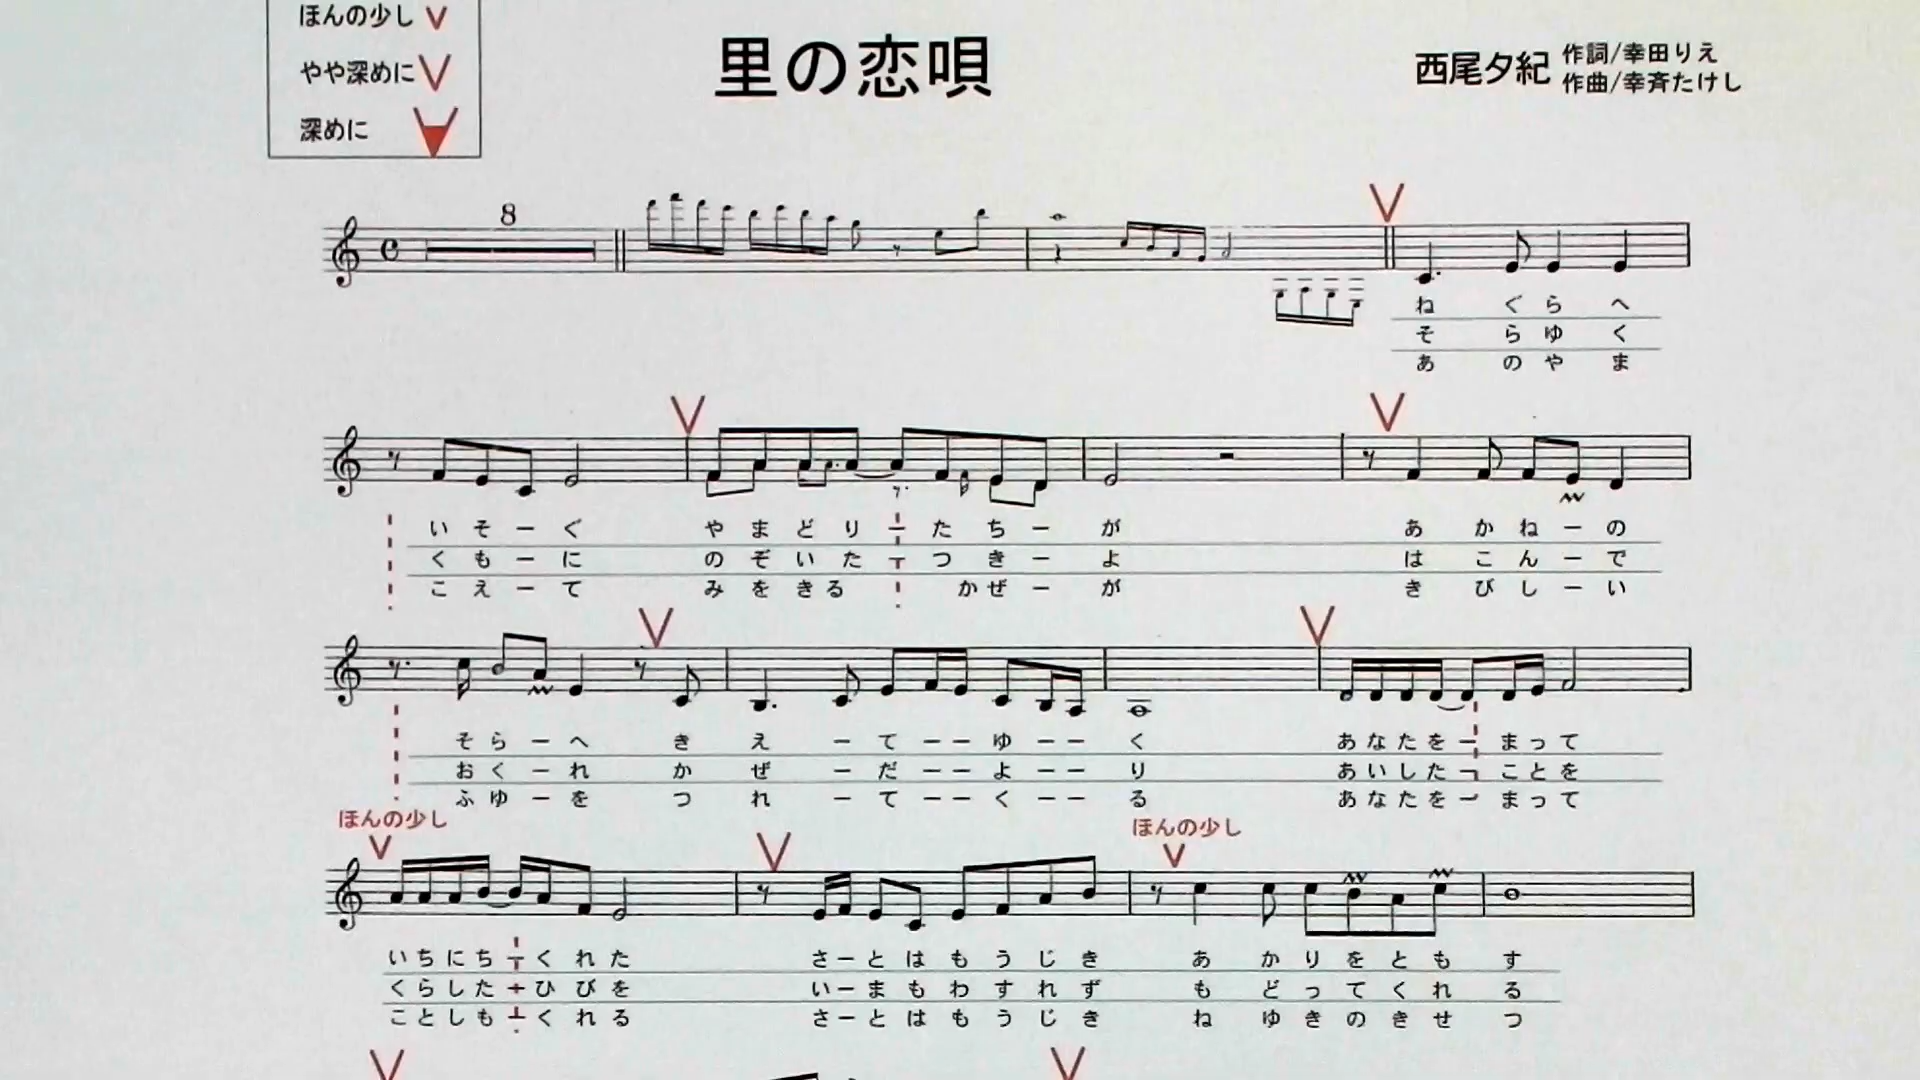 ほんの少し
やや深めに
深めに
里の恋唄
西尾夕紀 作詞/幸田りえ
作曲/幸斉たけし
8
ね ぐ ら へ
そ ら ゆ く
あ の や ま
い そ ー ぐ や ま ど り ー た ち ー が あ か ね ー の
く も ー に の ぞ い た ー つ き ー よ は こ ん ー で
こ え ー て み を き る か ぜ ー が き び し ー い
そ ら ー へ き え ー て ー ー ゆ ー ー く あ な た を ー ま っ て
お く ー れ か ぜ ー だ ー ー よ ー ー り あ い し た ー こ と を
ふ ゆ ー を つ れ ー て ー ー く ー ー る あ な た を ー ま っ て
ほんの少し ほんの少し
い ち に ち ー く れ た さ ー と は も う じ き あ か り を と も す
く ら し た ー ひ び を い ー ま も わ す れ ず も ど っ て く れ る
こ と し も ー く れ る さ ー と は も う じ き ね ゆ き の き せ つ